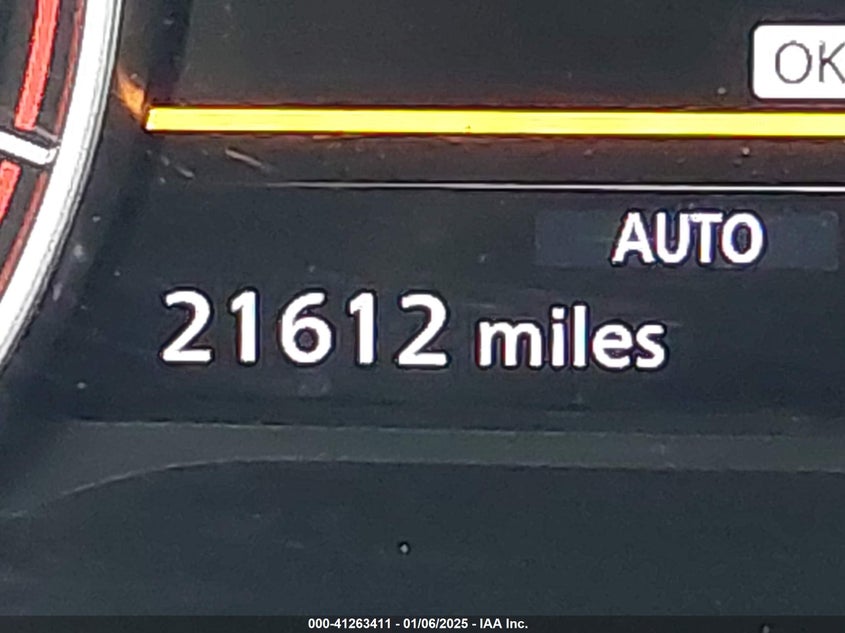 OK
AUTO
21612 miles
000-41263411 - 01/06/2025 - IAA Inc.